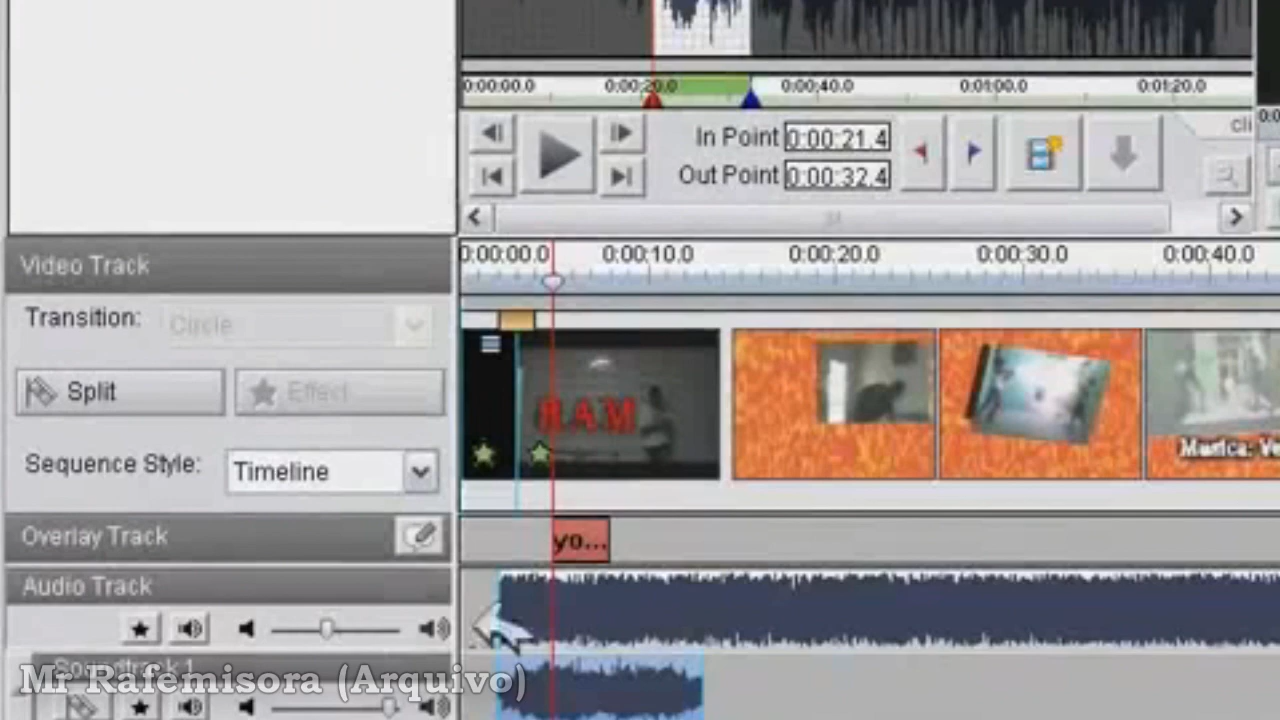 0:00:00.0 0:00:20.0 0:00:40.0 0:01:00.0 0:01:20.0
In Point 0:00:21.4
Out Point 0:00:32.4
cli
0:0
Video Track
0:00:00.0 0:00:10.0 0:00:20.0 0:00:30.0 0:00:40.0
Transition: Circle
Split Effect
RAM
Musica: Ve
Sequence Style: Timeline
Overlay Track
yo...
Audio Track
Soundtrack 1
Mr Rafemisora (Arquivo)